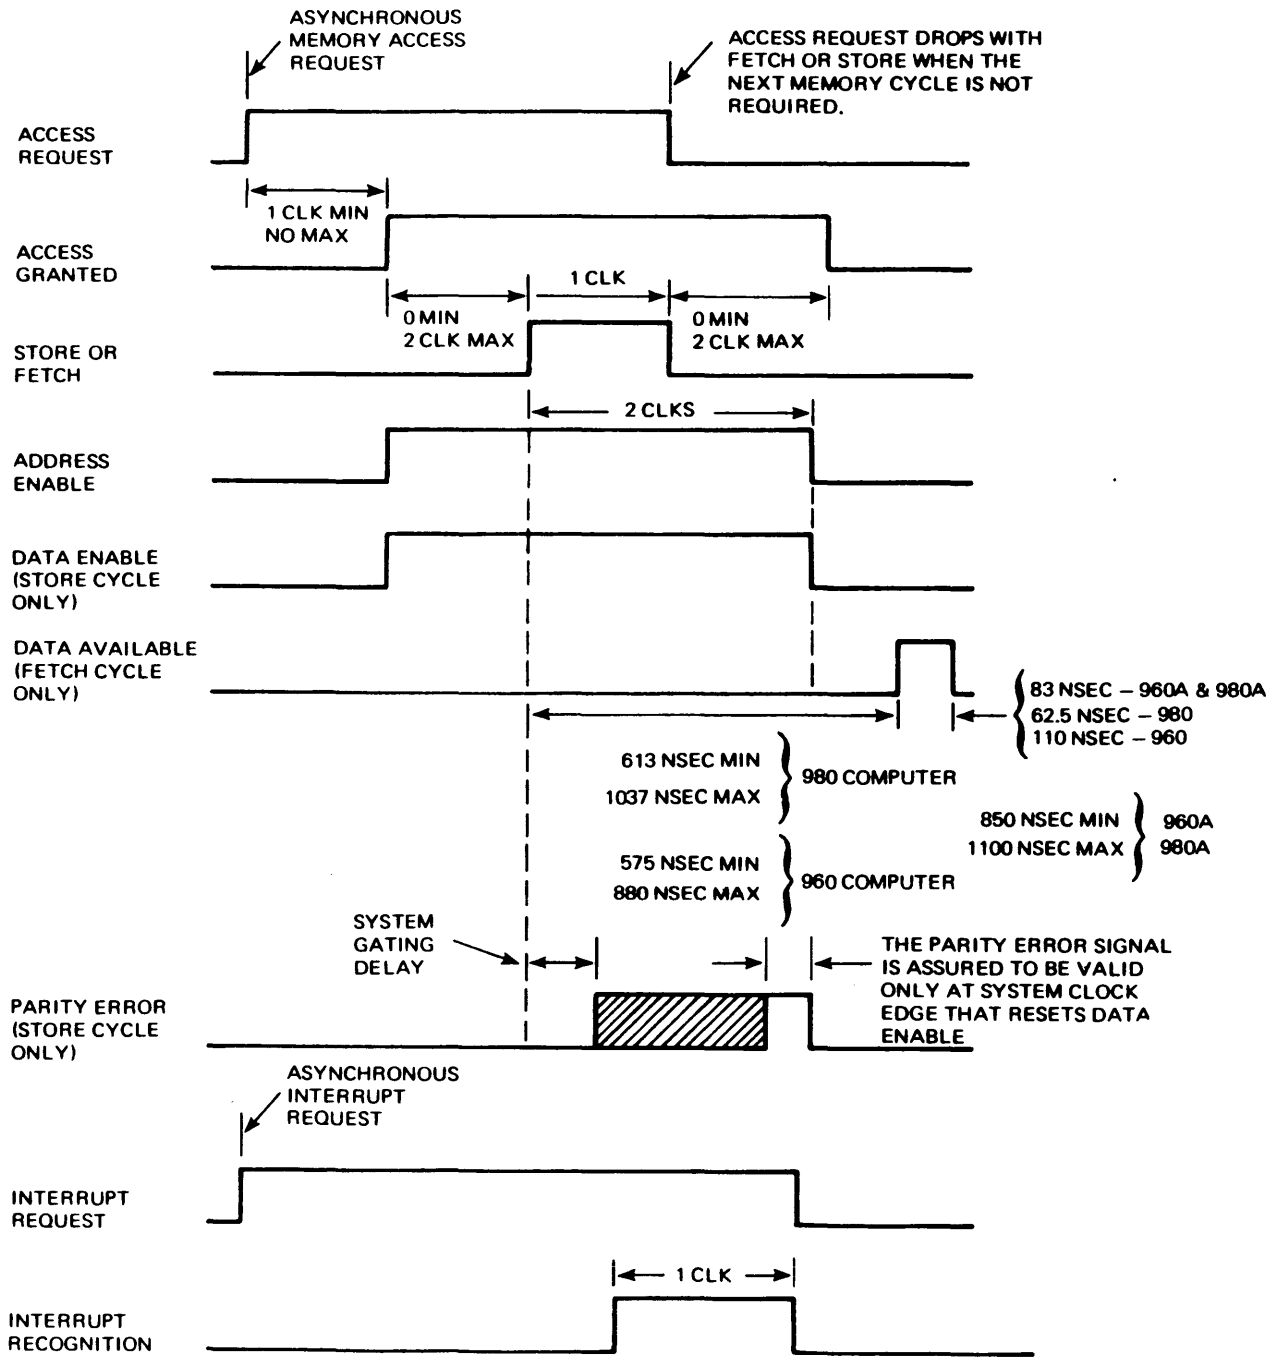 ASYNCHRONOUS
MEMORY ACCESS
REQUEST
ACCESS REQUEST DROPS WITH
FETCH OR STORE WHEN THE
NEXT MEMORY CYCLE IS NOT
REQUIRED.
ACCESS
REQUEST
1 CLK MIN
NO MAX
ACCESS
GRANTED
1 CLK
0 MIN
2 CLK MAX
0 MIN
2 CLK MAX
STORE OR
FETCH
2 CLKS
ADDRESS
ENABLE
DATA ENABLE
(STORE CYCLE
ONLY)
DATA AVAILABLE
(FETCH CYCLE
ONLY)
83 NSEC – 960A & 980A
62.5 NSEC – 980
110 NSEC – 960
613 NSEC MIN
1037 NSEC MAX
980 COMPUTER
850 NSEC MIN
1100 NSEC MAX
960A
980A
575 NSEC MIN
880 NSEC MAX
960 COMPUTER
SYSTEM
GATING
DELAY
THE PARITY ERROR SIGNAL
IS ASSURED TO BE VALID
ONLY AT SYSTEM CLOCK
EDGE THAT RESETS DATA
ENABLE
PARITY ERROR
(STORE CYCLE
ONLY)
ASYNCHRONOUS
INTERRUPT
REQUEST
INTERRUPT
REQUEST
1 CLK
INTERRUPT
RECOGNITION